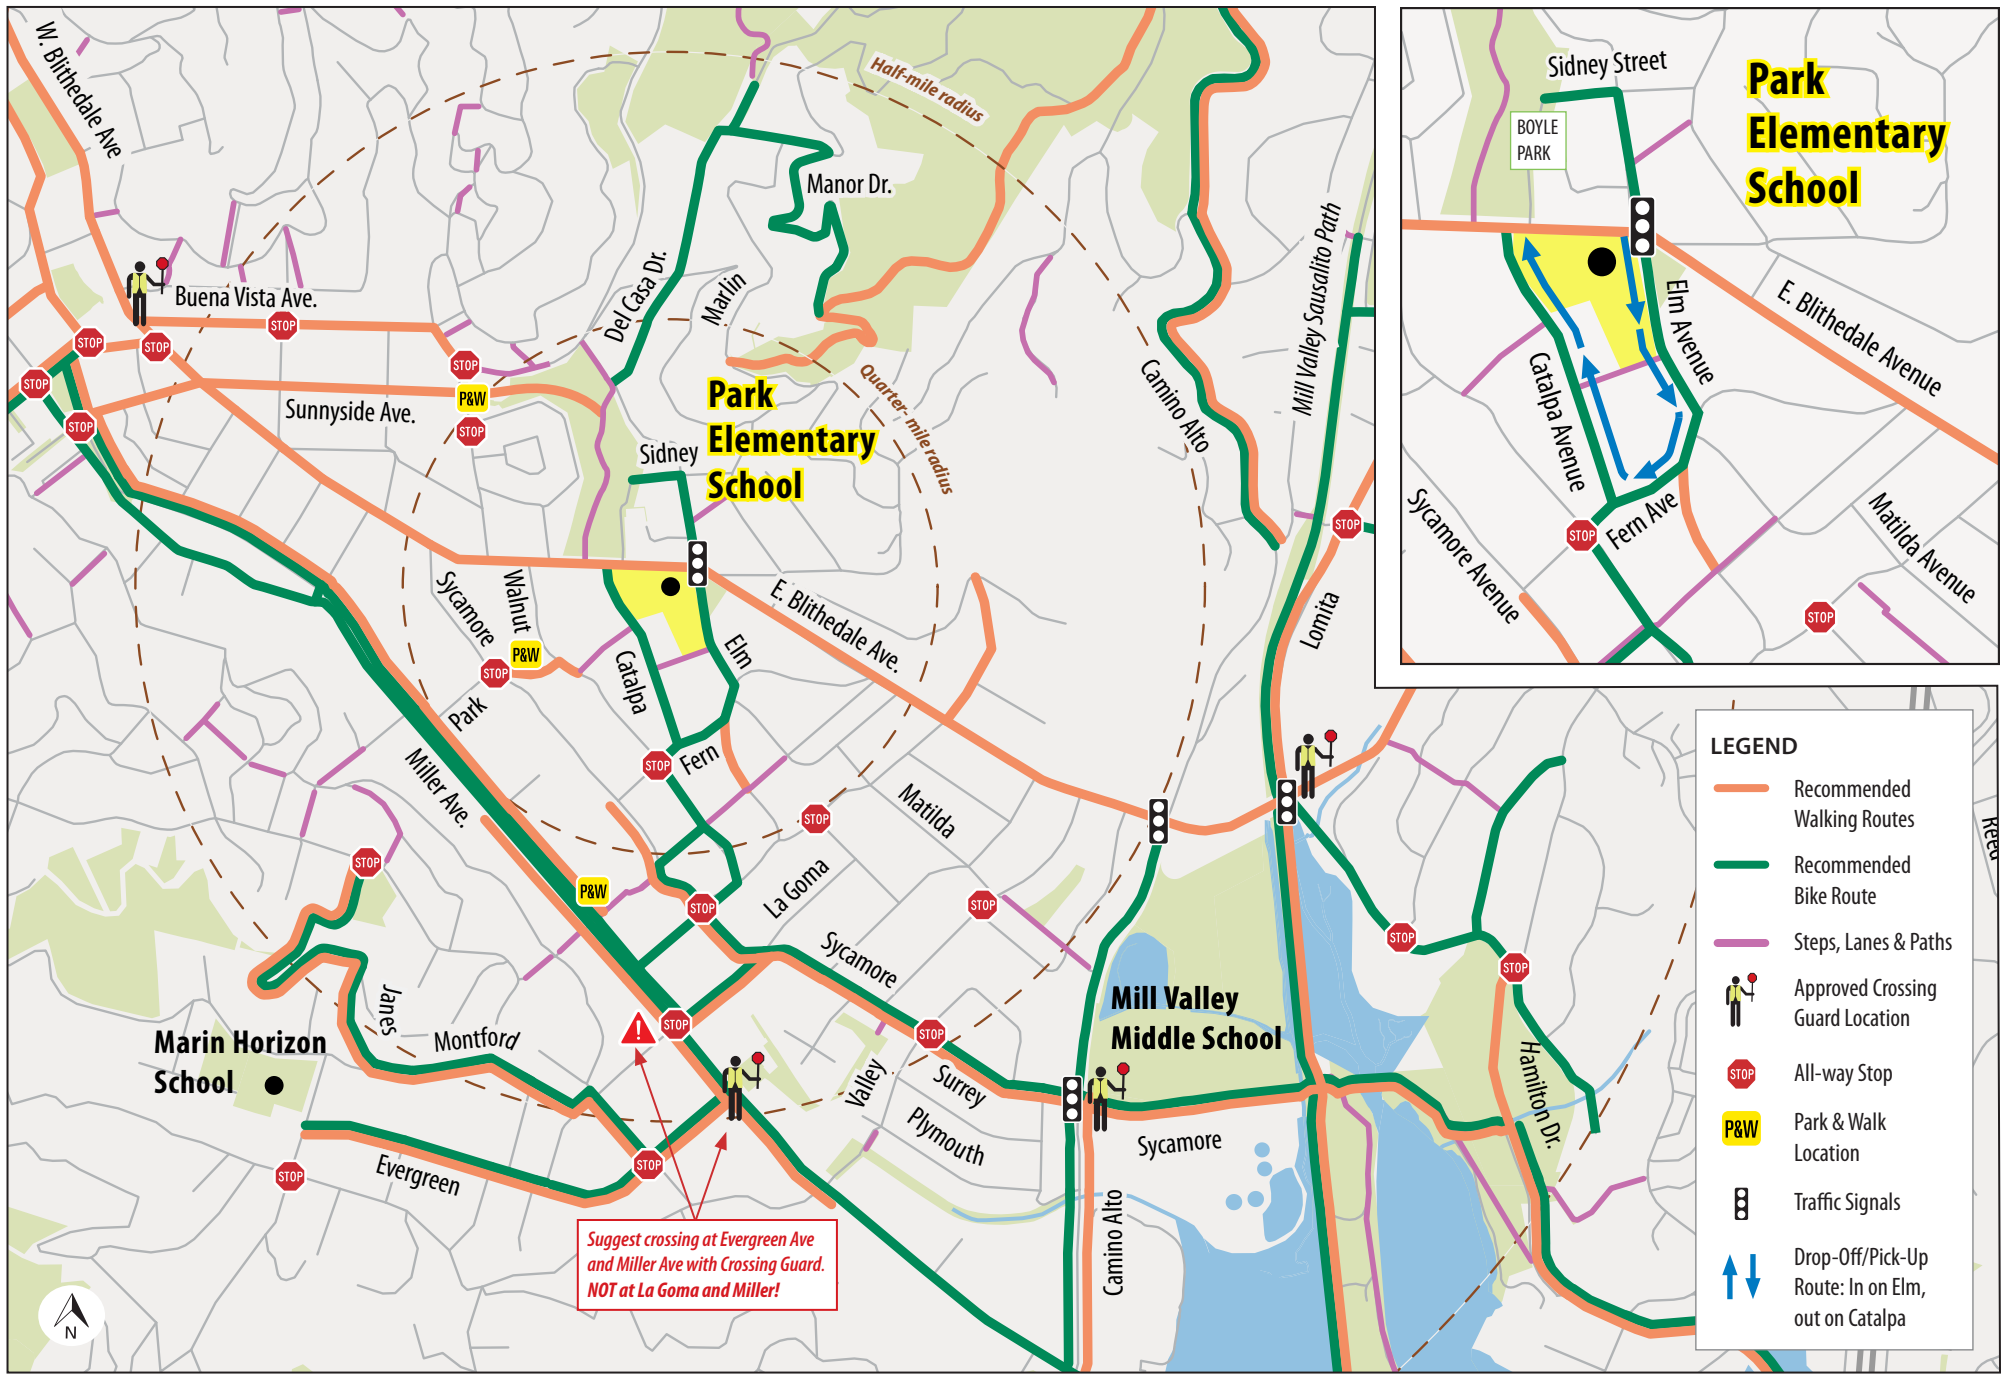 W. Blithedale Ave
Half-mile radius
Manor Dr.
Buena Vista Ave.
STOP
STOP
STOP
STOP
STOP
STOP
P&W
STOP
Sunnyside Ave.
Del Casa Dr.
Marlin
Park
Elementary
School
Quarter- mile radius
Camino Alto
Mill Valley Sausalito Path
Sidney
STOP
Lomita
Sycamore
Walnut
P&W
STOP
E. Blithedale Ave.
Catalpa
Elm
Park
Miller Ave.
STOP
Fern
Matilda
STOP
STOP
P&W
STOP
La Goma
STOP
Sycamore
STOP
STOP
Janes
Marin Horizon
School
Montford
STOP
Mill Valley
Middle School
STOP
Valley
Surrey
Plymouth
Sycamore
Hamilton Dr.
Evergreen
STOP
STOP
Camino Alto
Suggest crossing at Evergreen Ave
and Miller Ave with Crossing Guard.
NOT at La Goma and Miller!
N
Sidney Street
BOYLE
PARK
Park
Elementary
School
Elm Avenue
E. Blithedale Avenue
Catalpa Avenue
Sycamore Avenue
STOP
Fern Ave
Matilda Avenue
STOP
Reed
LEGEND
Recommended
Walking Routes
Recommended
Bike Route
Steps, Lanes & Paths
Approved Crossing
Guard Location
STOP
All-way Stop
P&W
Park & Walk
Location
Traffic Signals
Drop-Off/Pick-Up
Route: In on Elm,
out on Catalpa